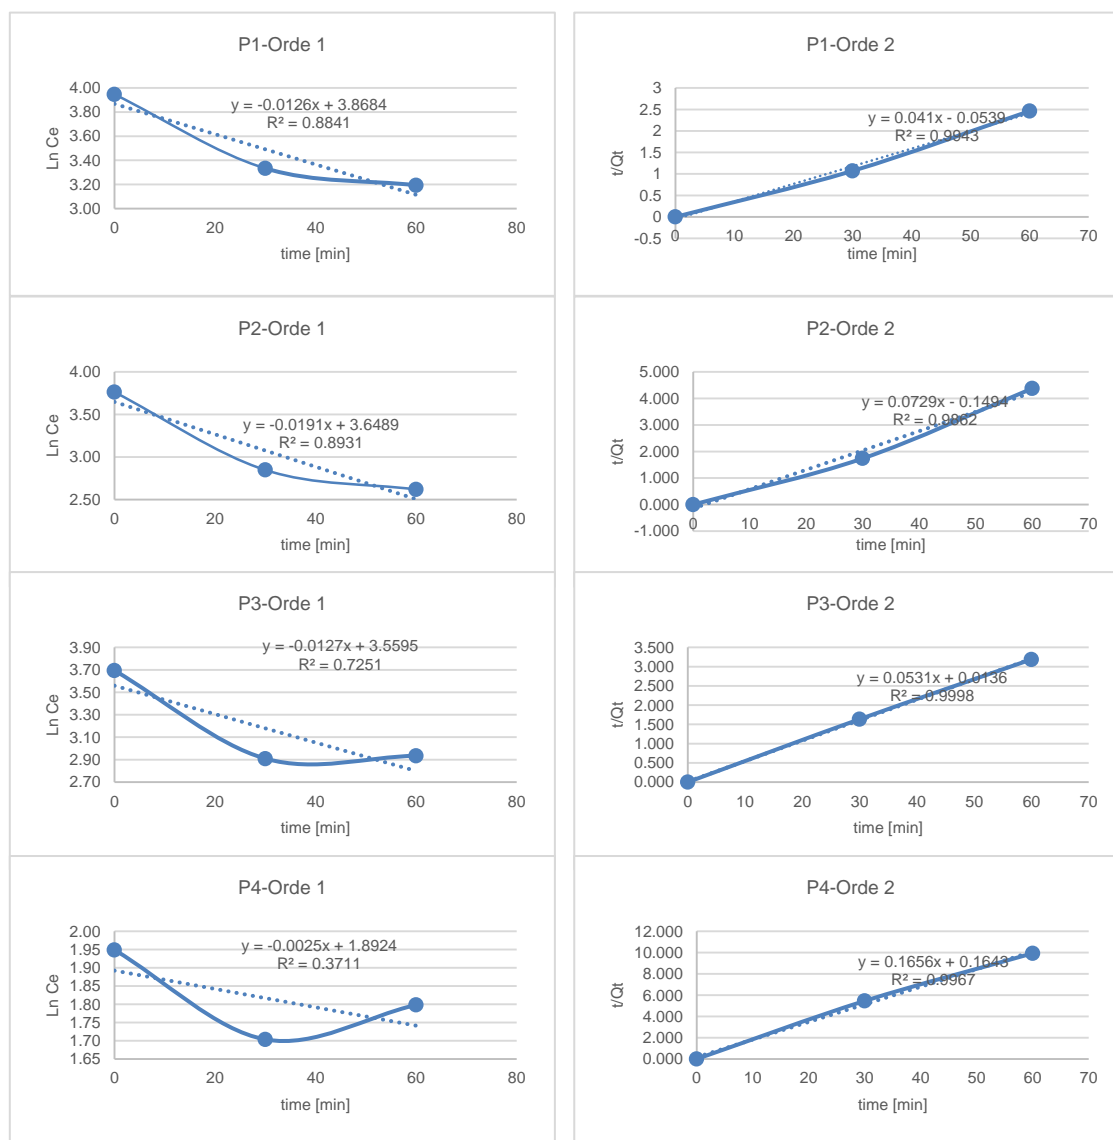 P1-Orde 1
4.00
3.80
3.60
3.40
3.20
3.00
Ln Ce
y = -0.0126x + 3.8684
R² = 0.8841
0 20 40 60 80
time [min]
P1-Orde 2
3
2.5
2
1.5
1
0.5
0
-0.5
t/Qt
y = 0.041x - 0.0539
R² = 0.9943
0 10 20 30 40 50 60 70
time [min]
P2-Orde 1
4.00
3.50
3.00
2.50
Ln Ce
y = -0.0191x + 3.6489
R² = 0.8931
0 20 40 60 80
time [min]
P2-Orde 2
5.000
4.000
3.000
2.000
1.000
0.000
-1.000
t/Qt
y = 0.0729x - 0.1494
R² = 0.9862
0 10 20 30 40 50 60 70
time [min]
P3-Orde 1
3.90
3.70
3.50
3.30
3.10
2.90
2.70
Ln Ce
y = -0.0127x + 3.5595
R² = 0.7251
0 20 40 60 80
time [min]
P3-Orde 2
3.500
3.000
2.500
2.000
1.500
1.000
0.500
0.000
t/Qt
y = 0.0531x + 0.0136
R² = 0.9998
0 10 20 30 40 50 60 70
time [min]
P4-Orde 1
2.00
1.95
1.90
1.85
1.80
1.75
1.70
1.65
Ln Ce
y = -0.0025x + 1.8924
R² = 0.3711
0 20 40 60 80
time [min]
P4-Orde 2
12.000
10.000
8.000
6.000
4.000
2.000
0.000
t/Qt
y = 0.1656x + 0.1643
R² = 0.9967
0 10 20 30 40 50 60 70
time [min]